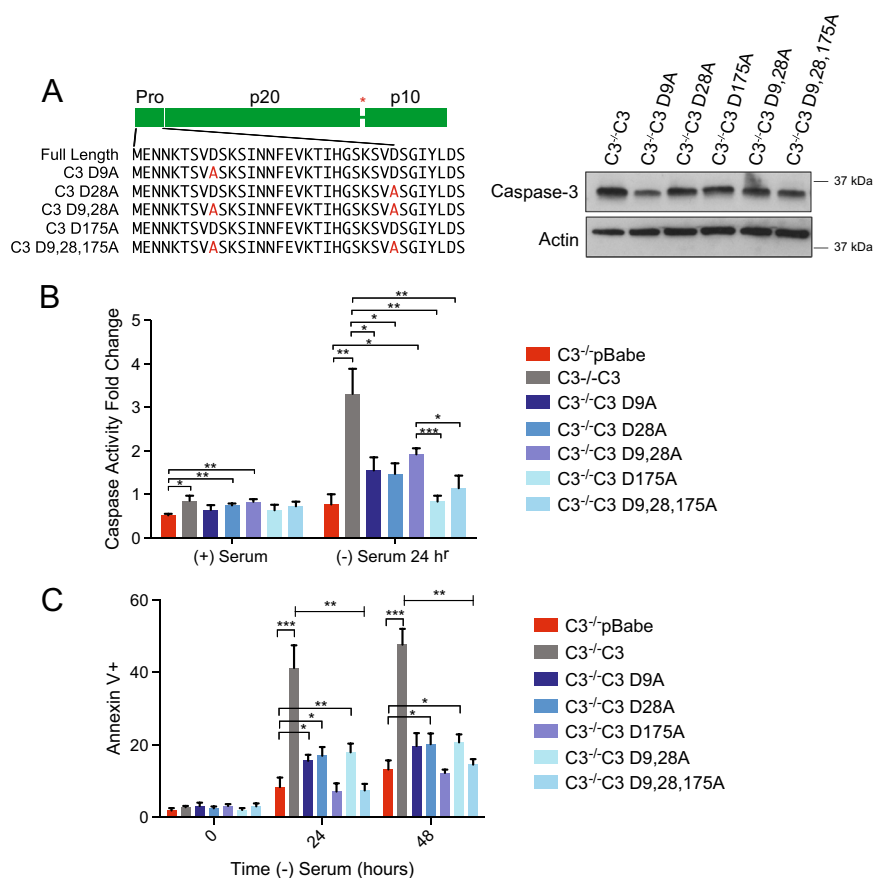 A
Pro p20 * p10
Full Length MENNKTSVDSKSINNFEVKTIHGSKSVDSGIYLDS
C3 D9A MENNKTSVASKSINNFEVKTIHGSKSVDSGIYLDS
C3 D28A MENNKTSVDSKSINNFEVKTIHGSKSVASGIYLDS
C3 D9,28A MENNKTSVASKSINNFEVKTIHGSKSVASGIYLDS
C3 D175A MENNKTSVDSKSINNFEVKTIHGSKSVDSGIYLDS
C3 D9,28,175A MENNKTSVASKSINNFEVKTIHGSKSVASGIYLDS
C3-/-C3
C3-/-C3 D9A
C3-/-C3 D28A
C3-/-C3 D175A
C3-/-C3 D9,28A
C3-/-C3 D9,28,175A
Caspase-3
37 kDa
Actin
37 kDa
B
Caspase Activity Fold Change
5
4
3
2
1
0
*
**
**
**
*
*
*
**
**
***
*
(+) Serum
(-) Serum 24 hr
C3-/-pBabe
C3-/-C3
C3-/-C3 D9A
C3-/-C3 D28A
C3-/-C3 D9,28A
C3-/-C3 D175A
C3-/-C3 D9,28,175A
C
Annexin V+
60
40
20
0
***
**
*
*
**
***
**
*
*
0
24
48
Time (-) Serum (hours)
C3-/-pBabe
C3-/-C3
C3-/-C3 D9A
C3-/-C3 D28A
C3-/-C3 D175A
C3-/-C3 D9,28A
C3-/-C3 D9,28,175A